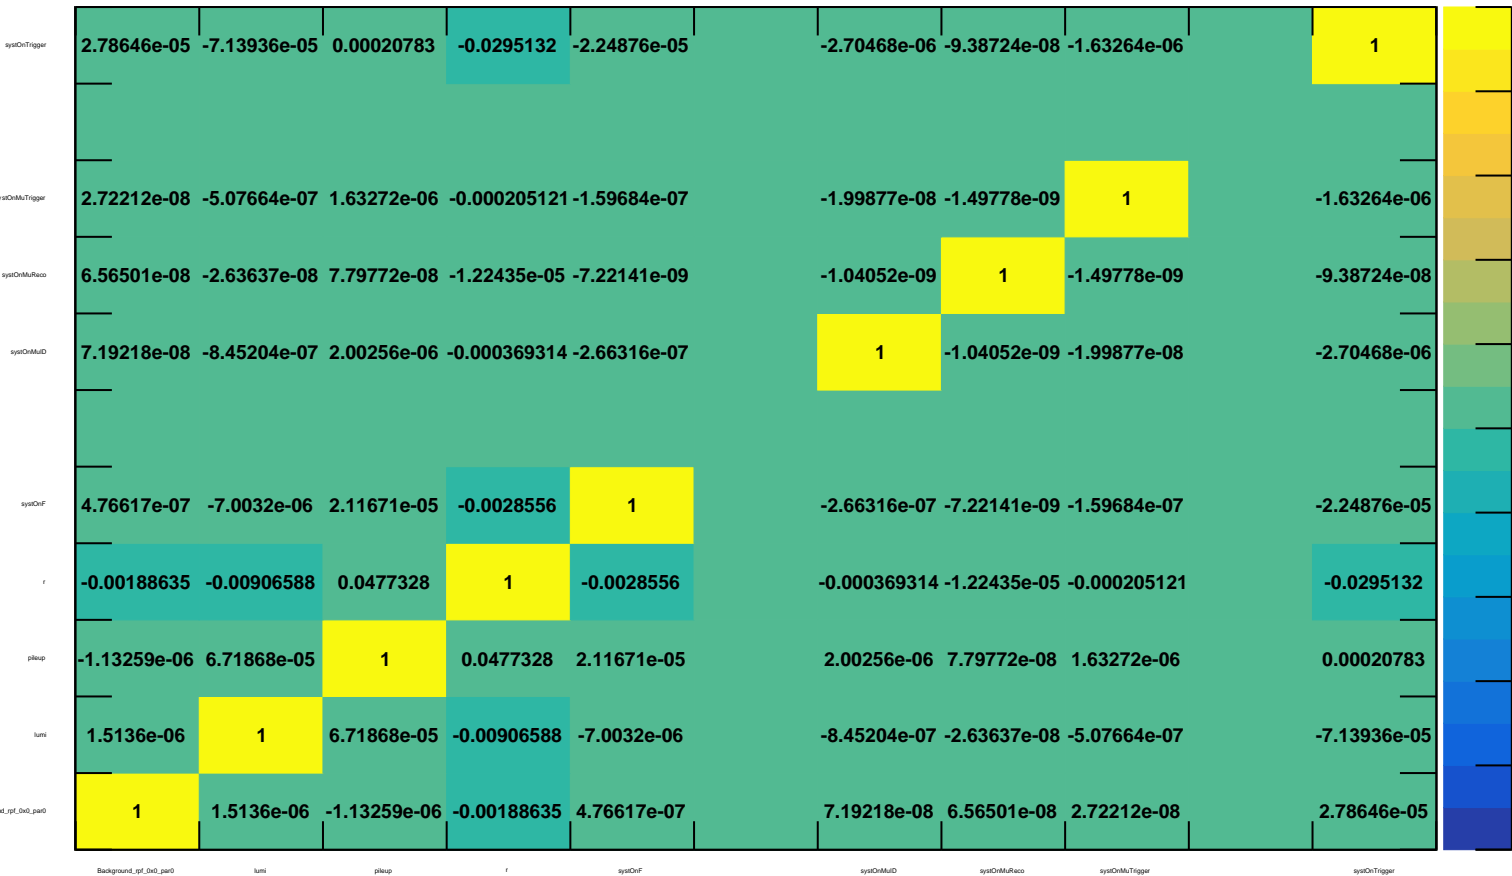 systOnTrigger 2.78646e-05 -7.13936e-05 0.00020783 -0.0295132 -2.24876e-05 -2.70468e-06 -9.38724e-08 -1.63264e-06 1
stOnMuTrigger 2.72212e-08 -5.07664e-07 1.63272e-06 -0.000205121 -1.59684e-07 -1.99877e-08 -1.49778e-09 1 -1.63264e-06
systOnMuReco 6.56501e-08 -2.63637e-08 7.79772e-08 -1.22435e-05 -7.22141e-09 -1.04052e-09 1 -1.49778e-09 -9.38724e-08
systOnMuID 7.19218e-08 -8.45204e-07 2.00256e-06 -0.000369314 -2.66316e-07 1 -1.04052e-09 -1.99877e-08 -2.70468e-06
systOnF 4.76617e-07 -7.0032e-06 2.11671e-05 -0.0028556 1 -2.66316e-07 -7.22141e-09 -1.59684e-07 -2.24876e-05
r -0.00188635 -0.00906588 0.0477328 1 -0.0028556 -0.000369314 -1.22435e-05 -0.000205121 -0.0295132
pileup -1.13259e-06 6.71868e-05 1 0.0477328 2.11671e-05 2.00256e-06 7.79772e-08 1.63272e-06 0.00020783
lumi 1.5136e-06 1 6.71868e-05 -0.00906588 -7.0032e-06 -8.45204e-07 -2.63637e-08 -5.07664e-07 -7.13936e-05
d_rpf_0x0_par0 1 1.5136e-06 -1.13259e-06 -0.00188635 4.76617e-07 7.19218e-08 6.56501e-08 2.72212e-08 2.78646e-05
Background_rpf_0x0_par0 lumi pileup r systOnF systOnMuID systOnMuReco systOnMuTrigger systOnTrigger